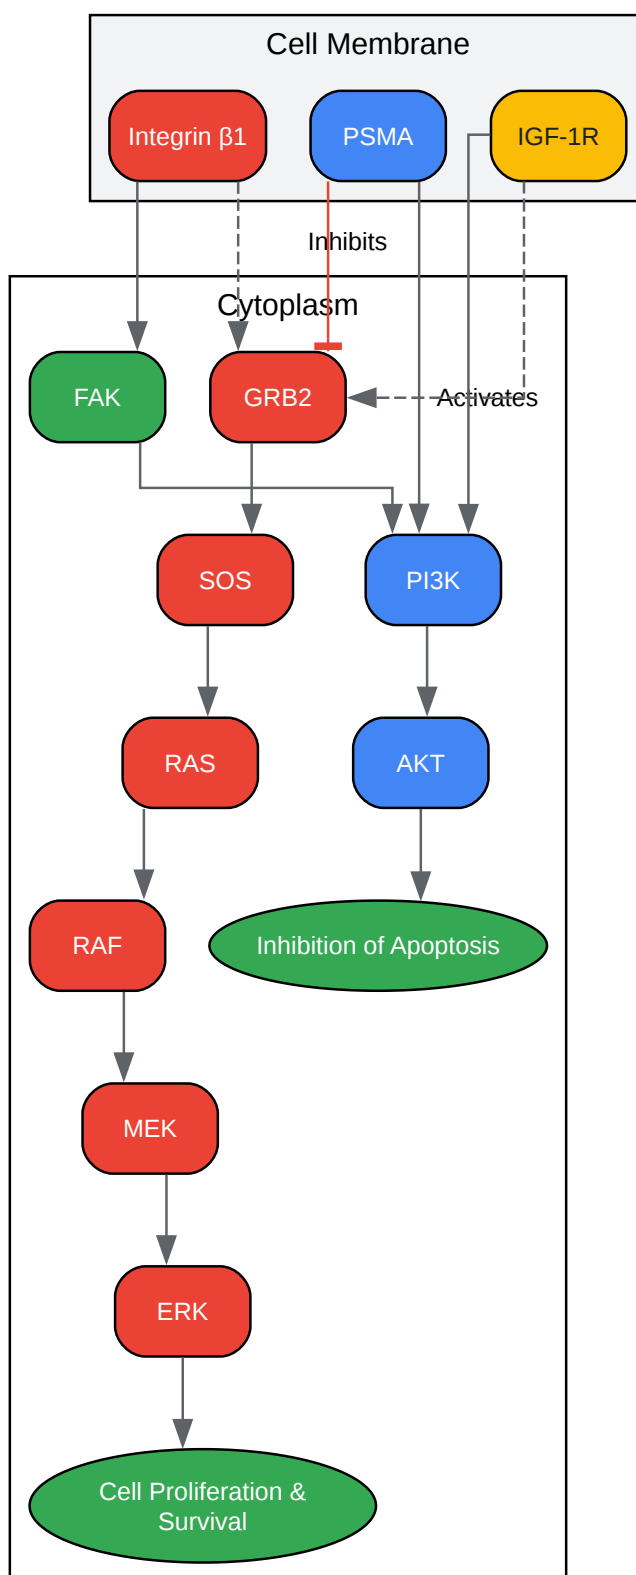 Cell Membrane
Integrin β1
PSMA
IGF-1R
Inhibits
Cytoplasm
FAK
GRB2
Activates
SOS
PI3K
RAS
AKT
RAF
Inhibition of Apoptosis
MEK
ERK
Cell Proliferation &
Survival